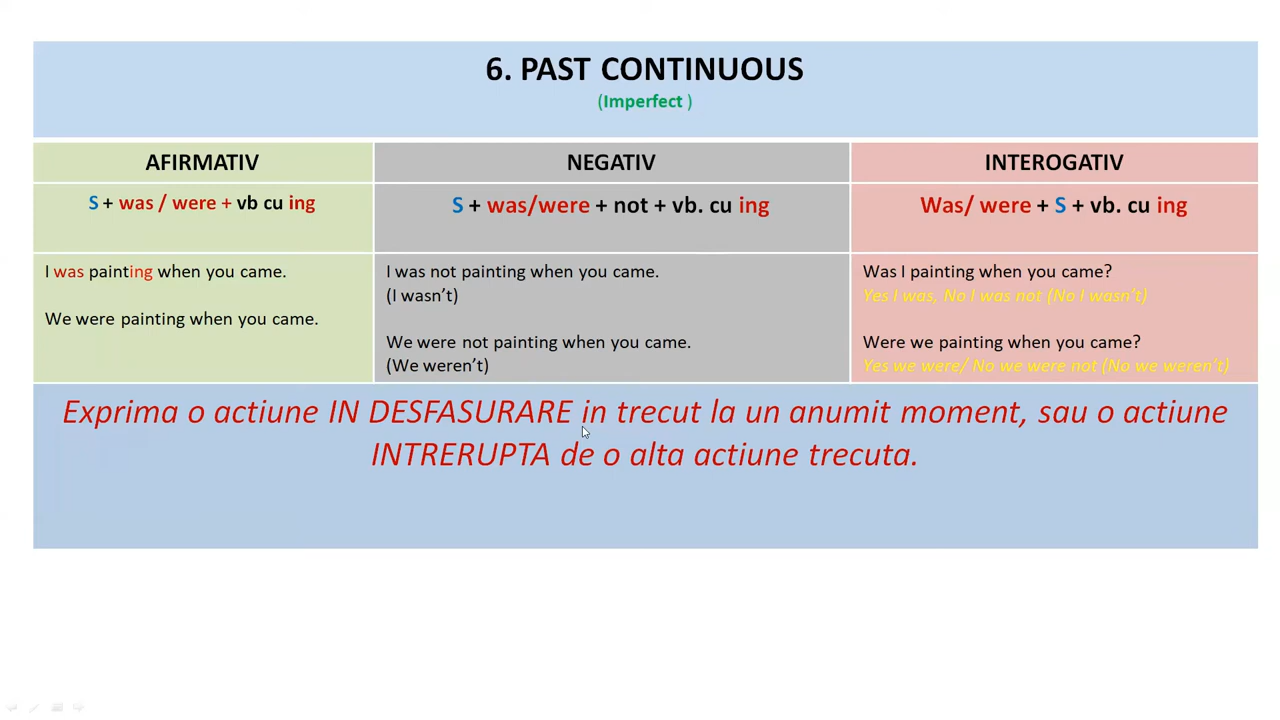 6. PAST CONTINUOUS
(Imperfect )
AFIRMATIV
NEGATIV
INTEROGATIV
S + was / were + vb cu ing
S + was/were + not + vb. cu ing
Was/ were + S + vb. cu ing
I was painting when you came.
We were painting when you came.
I was not painting when you came.
(I wasn’t)
We were not painting when you came.
(We weren’t)
Was I painting when you came?
Yes I was, No I was not (No I wasn’t)
Were we painting when you came?
Yes we were/ No we were not (No we weren’t)
Exprima o actiune IN DESFASURARE in trecut la un anumit moment, sau o actiune
INTRERUPTA de o alta actiune trecuta.